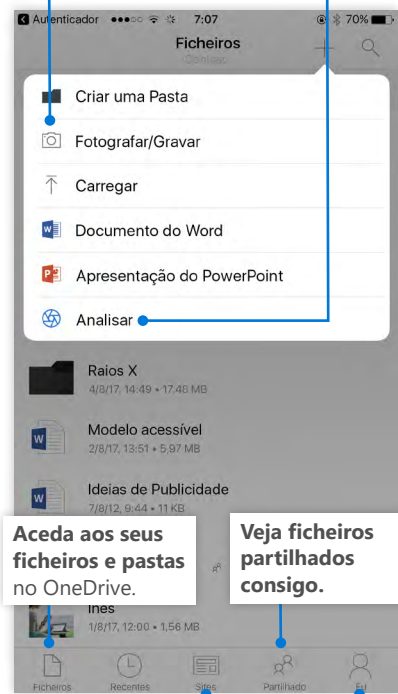 Autenticador 7:07 70%
Ficheiros
Contoso
Criar uma Pasta
Fotografar/Gravar
Carregar
Documento do Word
Apresentação do PowerPoint
Analisar
Raios X
4/8/17, 14:49 • 17.48 MB
Modelo acessível
2/8/17, 13:51 • 5,97 MB
Ideias de Publicidade
7/8/12, 9:44 • 11 KB
Aceda aos seus
ficheiros e pastas
no OneDrive.
Veja ficheiros
partilhados
consigo.
Ines
1/8/17, 12:00 • 1,56 MB
Ficheiros Recentes Sites Partilhado Eu